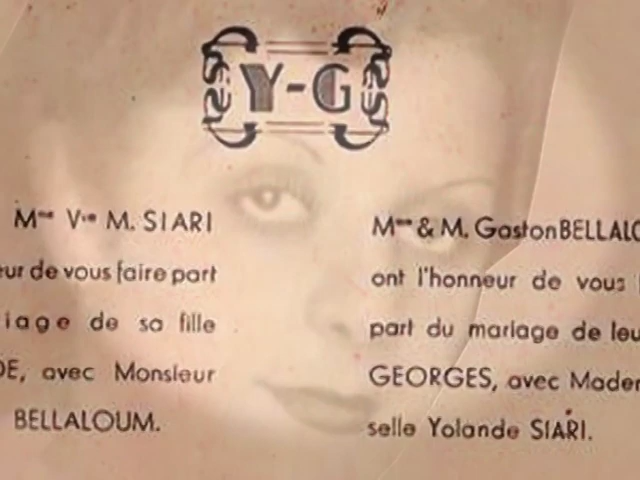 Y-G
Mme Vve M. SIARI
eur de vous faire part
iage de sa fille
DE, avec Monsieur
BELLALOUM.
Mme & M. Gaston BELLALO
ont l'honneur de vous
part du mariage de leu
GEORGES, avec Mader
selle Yolande SIARI.